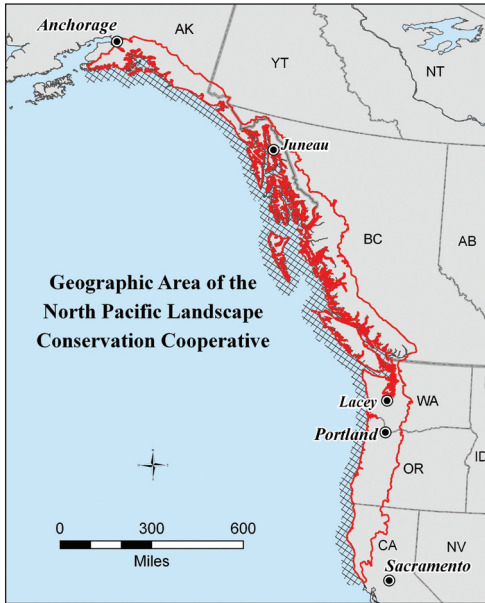 Anchorage
AK
YT
NT
Juneau
BC
AB
Geographic Area of the
North Pacific Landscape
Conservation Cooperative
Lacey
WA
Portland
OR
ID
0 300 600
Miles
CA
NV
Sacramento